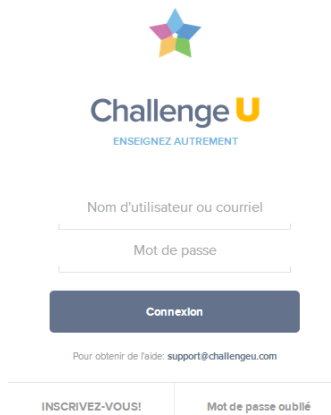 Challenge U
ENSEIGNEZ AUTREMENT
Nom d'utilisateur ou courriel
Mot de passe
Connexion
Pour obtenir de l'aide: support@challengeu.com
INSCRIVEZ-VOUS!
Mot de passe oublié